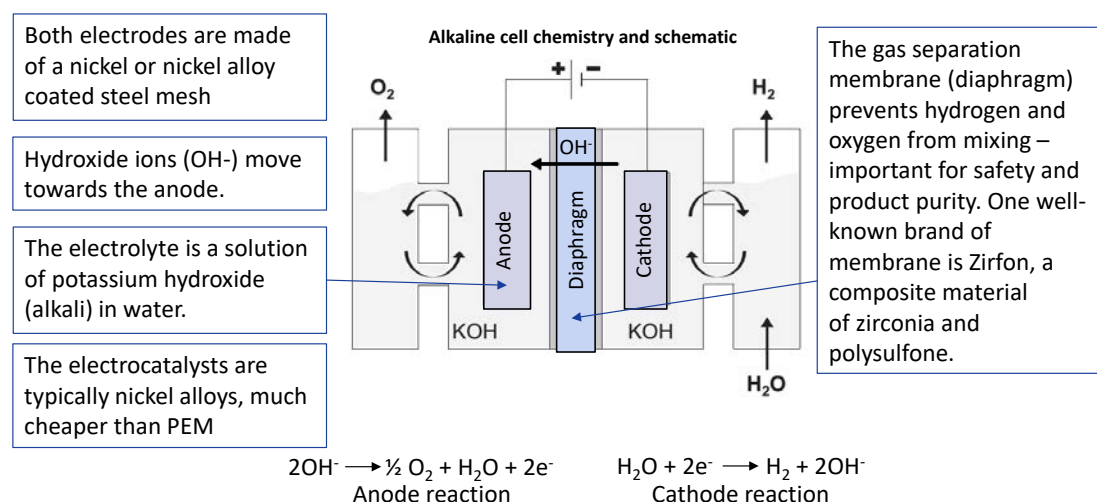 Both electrodes are made
of a nickel or nickel alloy
coated steel mesh
Hydroxide ions (OH-) move
towards the anode.
The electrolyte is a solution
of potassium hydroxide
(alkali) in water.
The electrocatalysts are
typically nickel alloys, much
cheaper than PEM
Alkaline cell chemistry and schematic
+ −
O₂
H₂
OH⁻
Anode
Diaphragm
Cathode
KOH
KOH
H₂O
The gas separation
membrane (diaphragm)
prevents hydrogen and
oxygen from mixing –
important for safety and
product purity. One well-
known brand of
membrane is Zirfon, a
composite material
of zirconia and
polysulfone.
2OH⁻ ⟶ ½ O₂ + H₂O + 2e⁻
Anode reaction
H₂O + 2e⁻ ⟶ H₂ + 2OH⁻
Cathode reaction